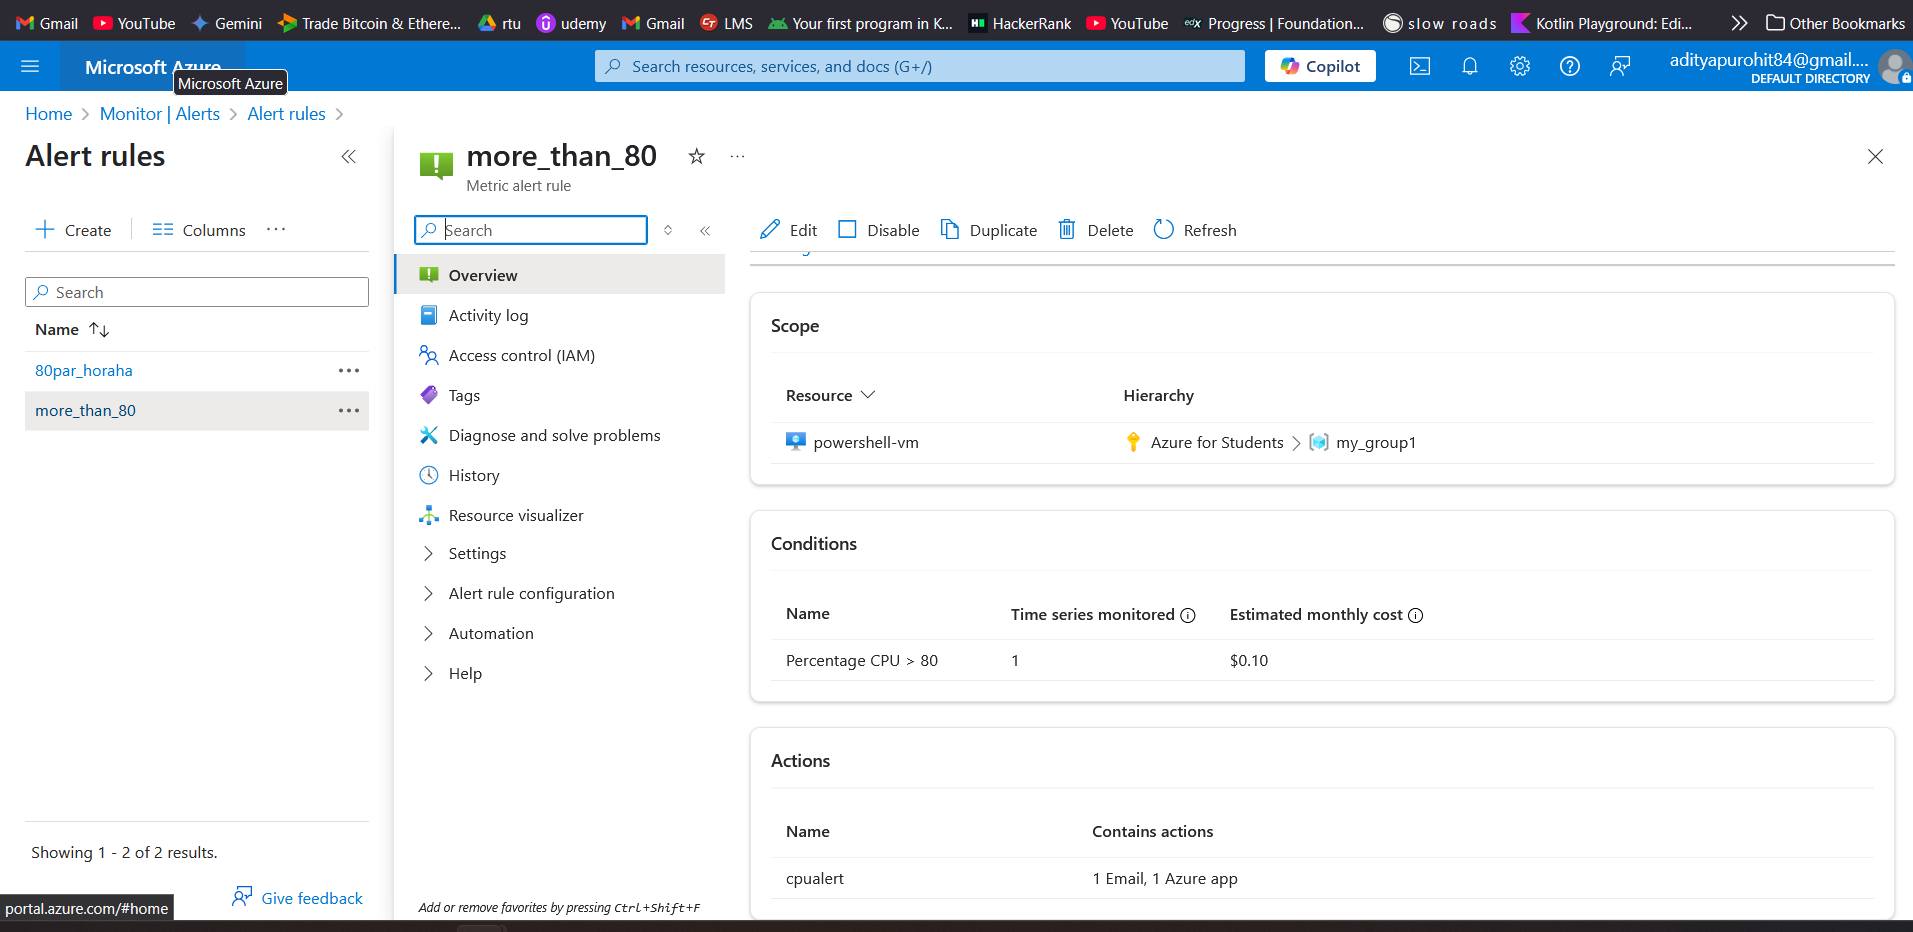 Gmail YouTube Gemini Trade Bitcoin & Ethere... rtu udemy Gmail LMS Your first program in K... HackerRank YouTube edx Progress | Foundation... slow roads Kotlin Playground: Edi... Other Bookmarks
Microsoft Azure
Search resources, services, and docs (G+/)
Copilot
adityapurohit84@gmail....
DEFAULT DIRECTORY
Microsoft Azure
Home > Monitor | Alerts > Alert rules >
Alert rules
Create
Columns
Search
Name
80par_horaha
more_than_80
Showing 1 - 2 of 2 results.
Give feedback
portal.azure.com/#home
more_than_80
Metric alert rule
Search
Overview
Activity log
Access control (IAM)
Tags
Diagnose and solve problems
History
Resource visualizer
Settings
Alert rule configuration
Automation
Help
Add or remove favorites by pressing Ctrl+Shift+F
Edit Disable Duplicate Delete Refresh
Scope
Resource Hierarchy
powershell-vm Azure for Students > my_group1
Conditions
Name Time series monitored Estimated monthly cost
Percentage CPU > 80 1 $0.10
Actions
Name Contains actions
cpualert 1 Email, 1 Azure app